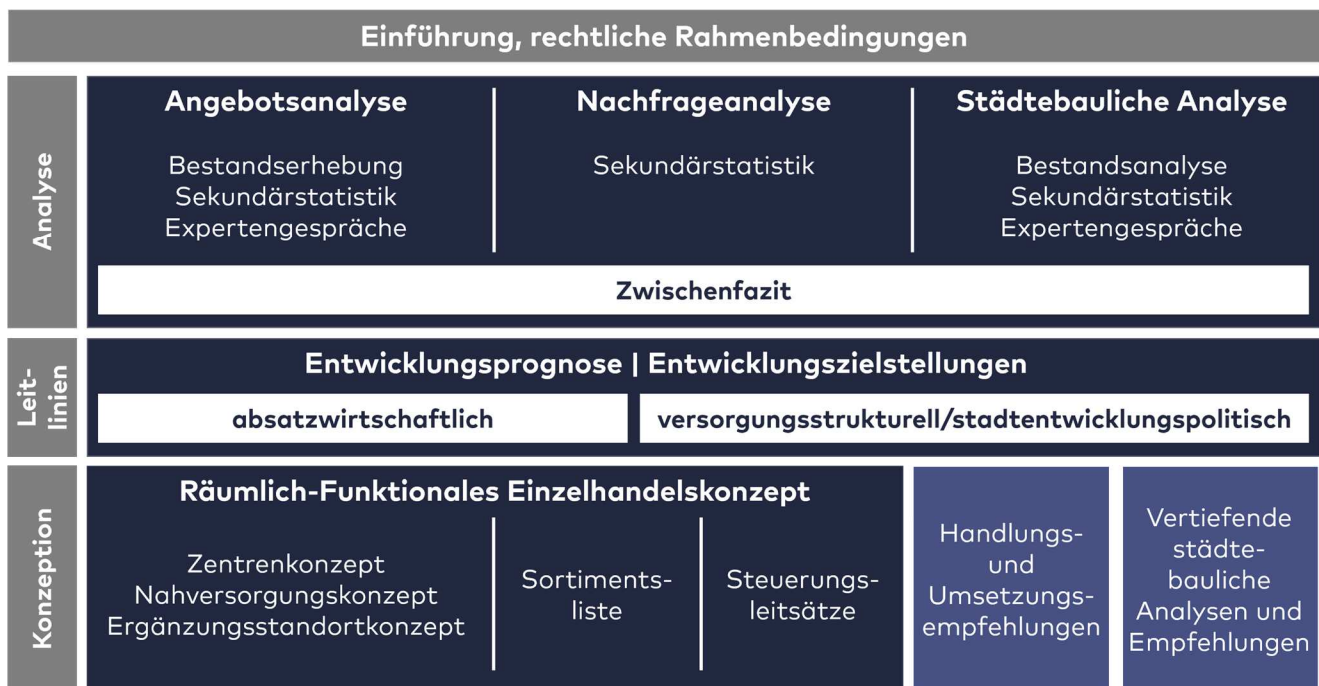 Einführung, rechtliche Rahmenbedingungen
Analyse
Angebotsanalyse
Bestandserhebung
Sekundärstatistik
Expertengespräche
Nachfrageanalyse
Sekundärstatistik
Städtebauliche Analyse
Bestandsanalyse
Sekundärstatistik
Expertengespräche
Zwischenfazit
Leit-
linien
Entwicklungsprognose | Entwicklungszielstellungen
absatzwirtschaftlich
versorgungsstrukturell/stadtentwicklungspolitisch
Konzeption
Räumlich-Funktionales Einzelhandelskonzept
Zentrenkonzept
Nahversorgungskonzept
Ergänzungsstandortkonzept
Sortiments-
liste
Steuerungs-
leitsätze
Handlungs-
und
Umsetzungs-
empfehlungen
Vertiefende
städte-
bauliche
Analysen und
Empfehlungen